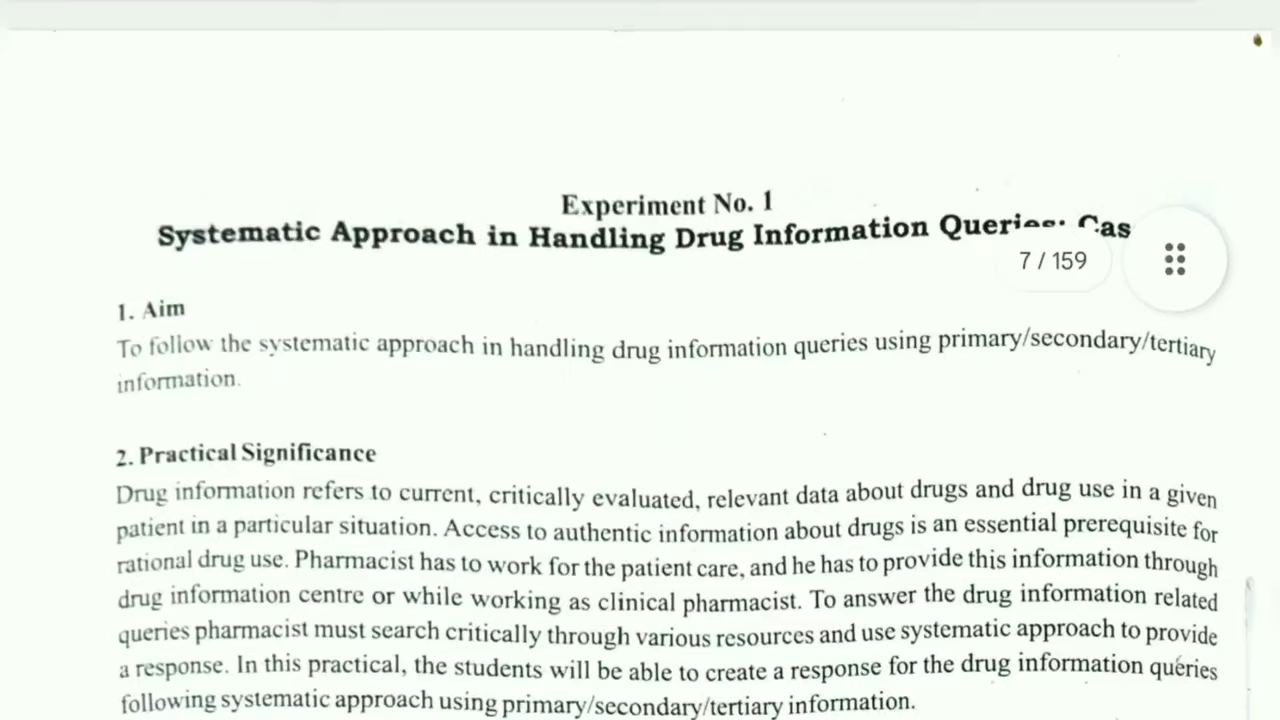 Experiment No. 1
Systematic Approach in Handling Drug Information Queries: Cas
7 / 159
1. Aim
To follow the systematic approach in handling drug information queries using primary/secondary/tertiary
information.
2. Practical Significance
Drug information refers to current, critically evaluated, relevant data about drugs and drug use in a given
patient in a particular situation. Access to authentic information about drugs is an essential prerequisite for
rational drug use. Pharmacist has to work for the patient care, and he has to provide this information through
drug information centre or while working as clinical pharmacist. To answer the drug information related
queries pharmacist must search critically through various resources and use systematic approach to provide
a response. In this practical, the students will be able to create a response for the drug information queries
following systematic approach using primary/secondary/tertiary information.